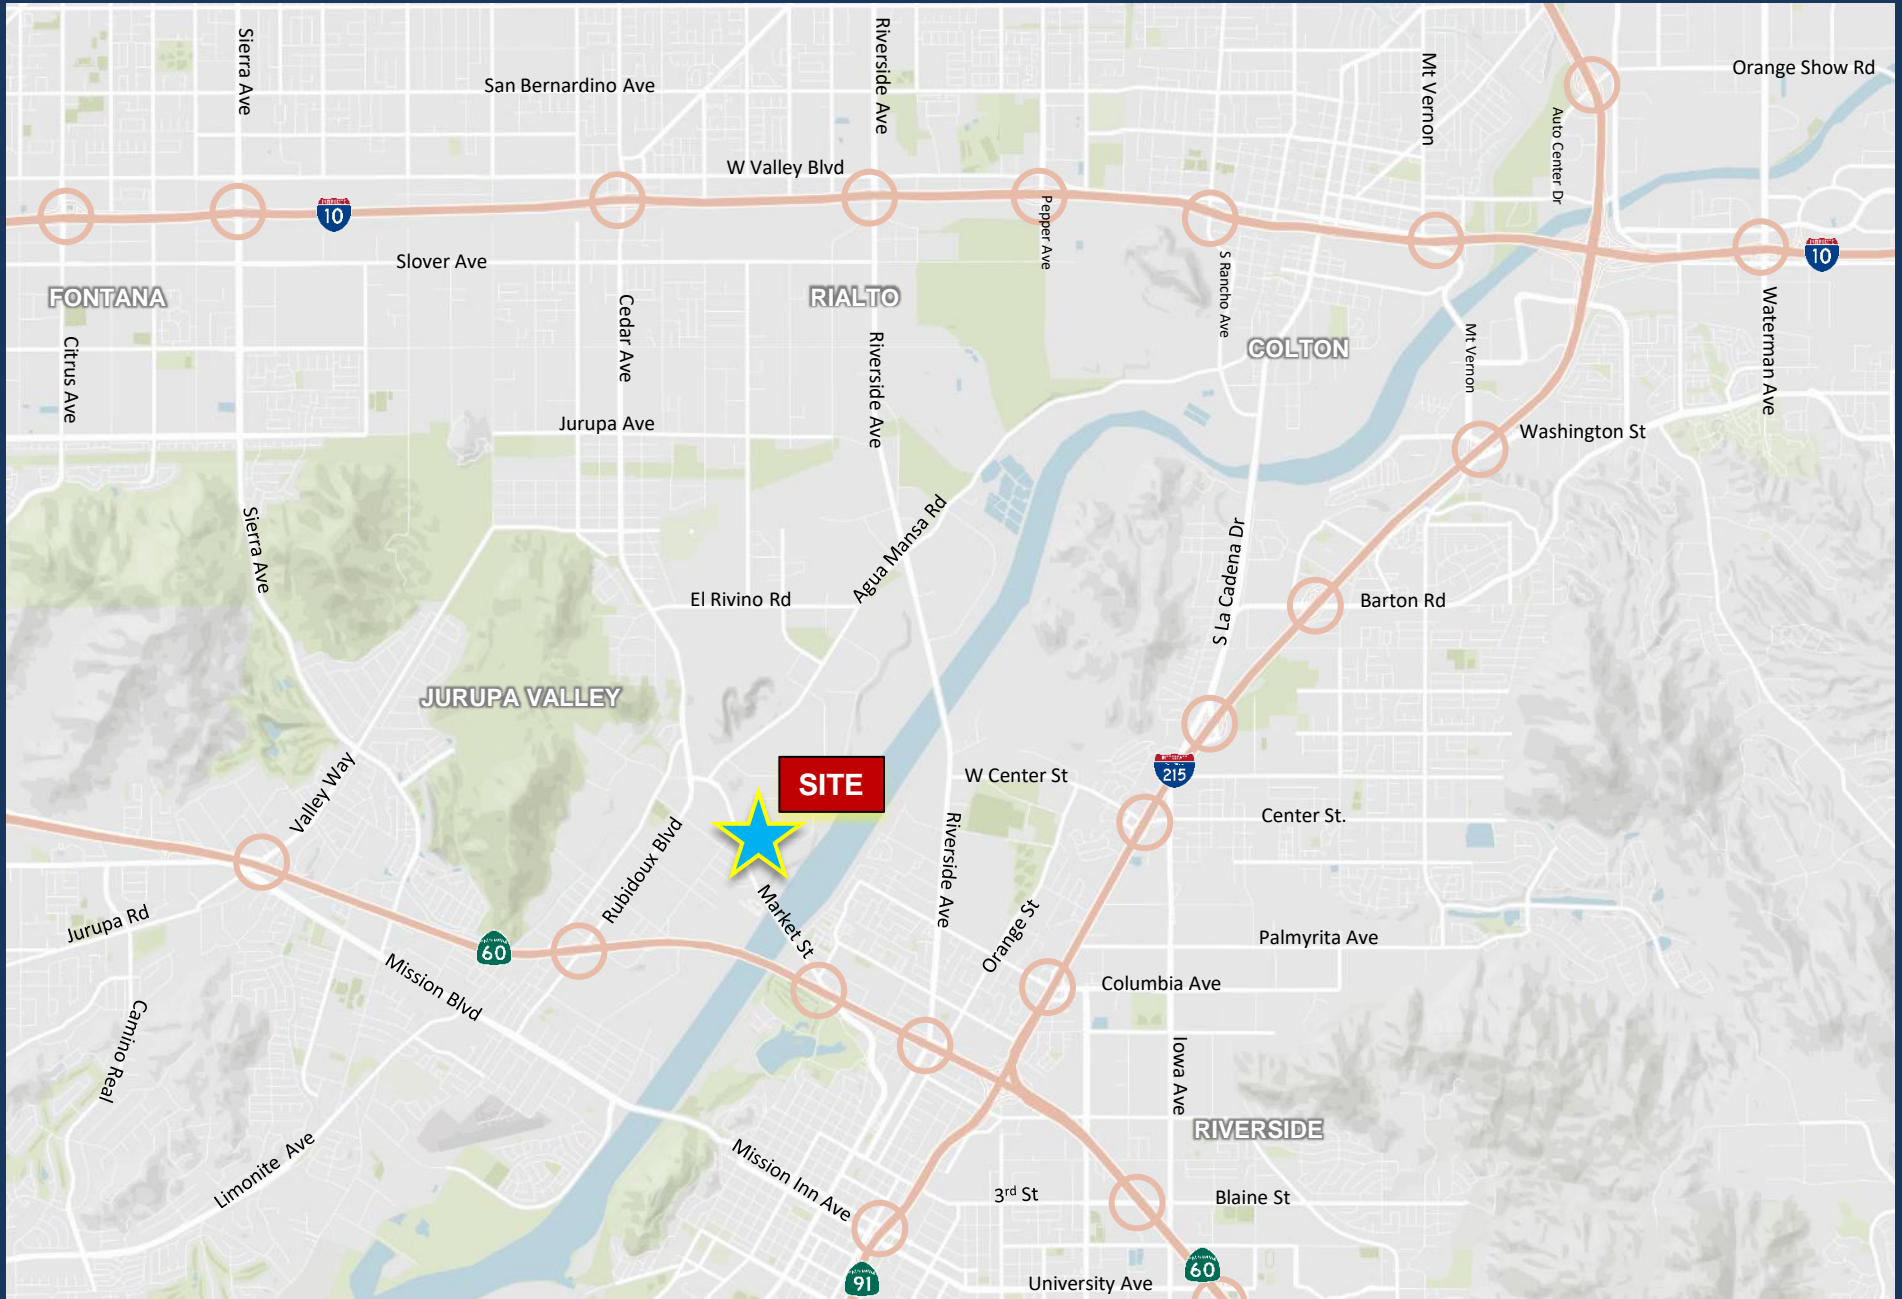 Sierra Ave
Riverside Ave
San Bernardino Ave
Mt Vernon
Orange Show Rd
Auto Center Dr
W Valley Blvd
10
Pepper Ave
Slover Ave
S Rancho Ave
10
FONTANA
RIALTO
Cedar Ave
Waterman Ave
Citrus Ave
Riverside Ave
COLTON
Mt Vernon
Jurupa Ave
Washington St
Sierra Ave
Agua Mansa Rd
S La Cadena Dr
El Rivino Rd
Barton Rd
JURUPA VALLEY
SITE
W Center St
215
Valley Way
Center St.
Rubidoux Blvd
Riverside Ave
Market St
Jurupa Rd
60
Orange St
Palmyrita Ave
Mission Blvd
Columbia Ave
Camino Real
Iowa Ave
RIVERSIDE
Limonite Ave
Mission Inn Ave
3rd St
Blaine St
91
University Ave
60